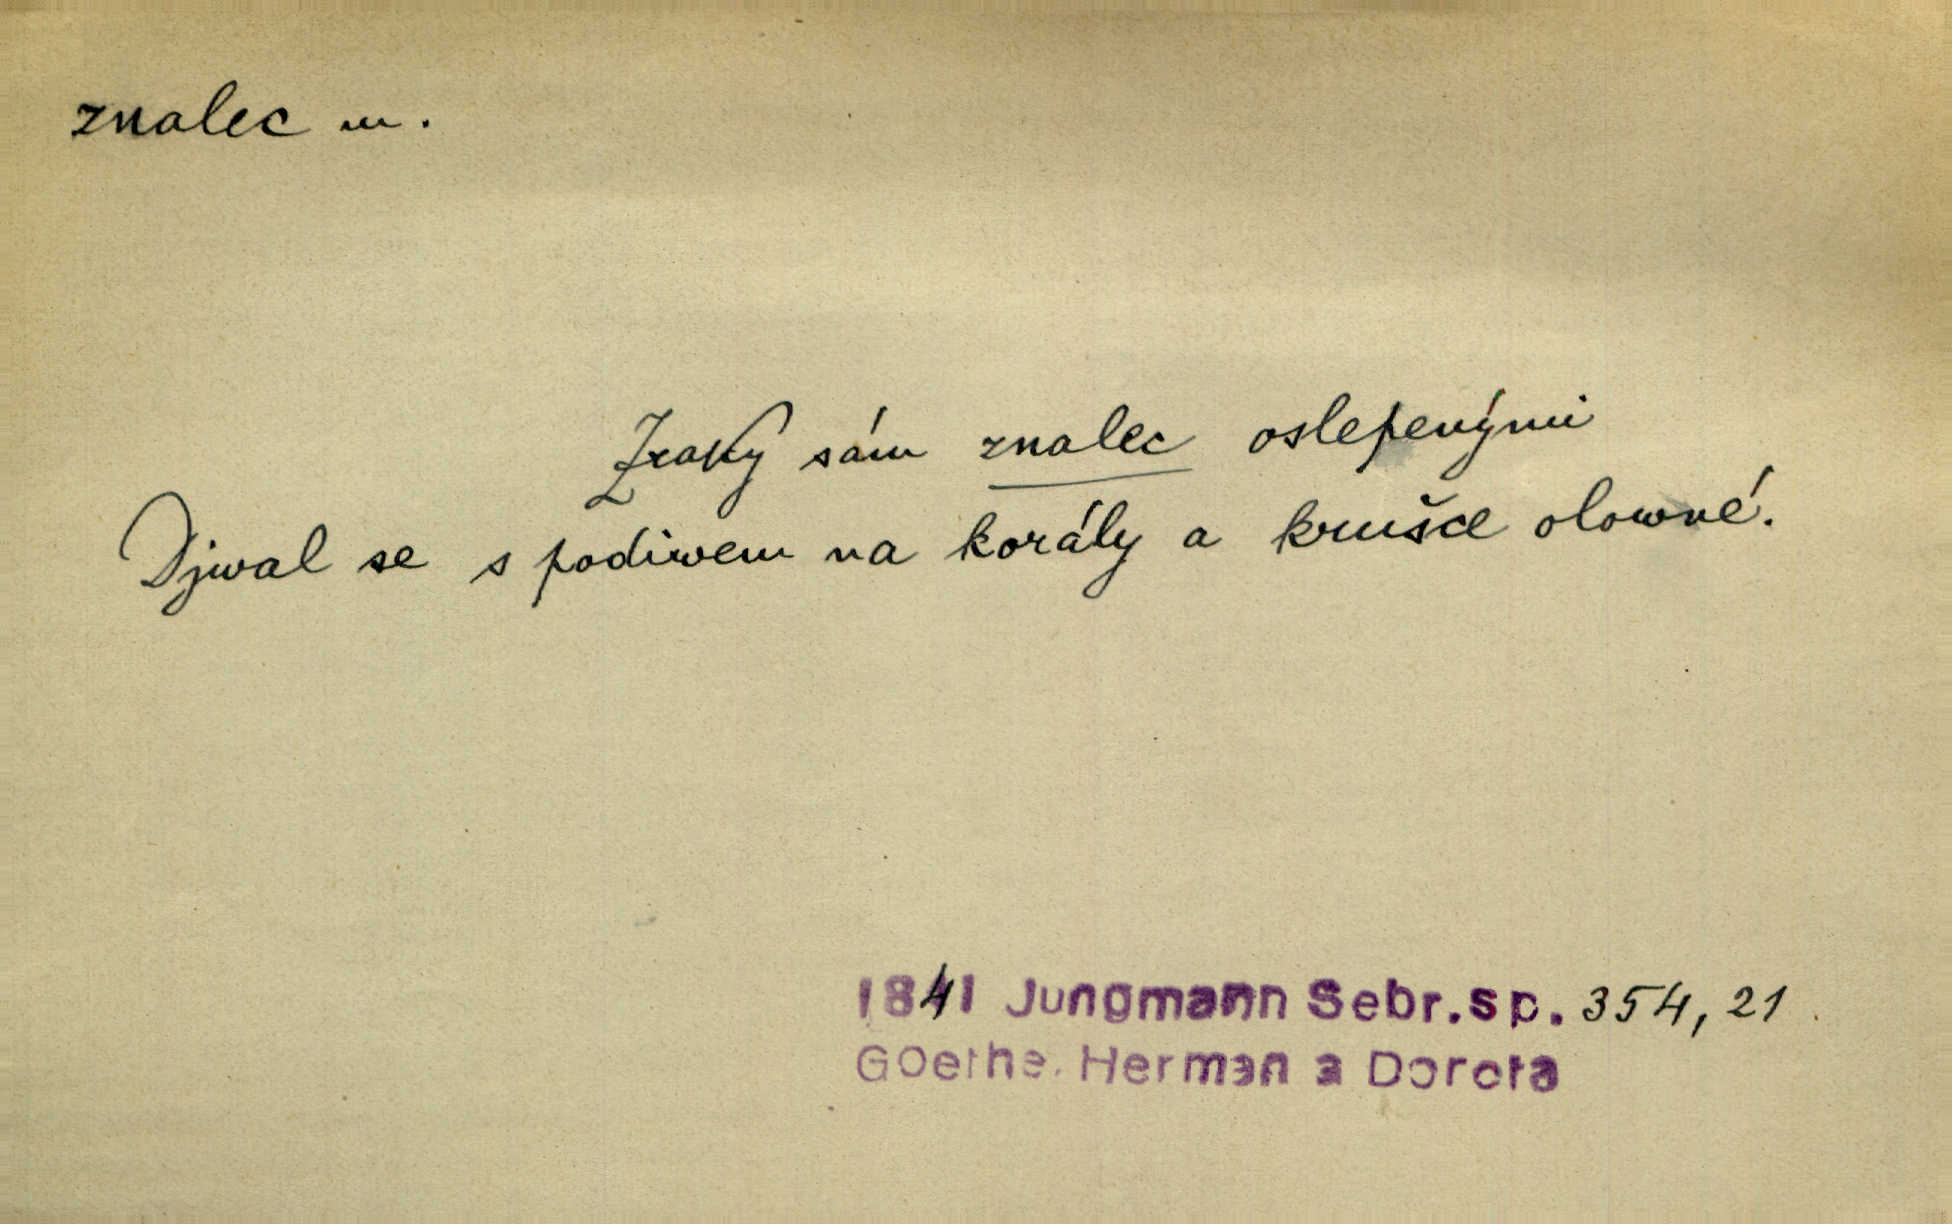 znalec m.
Zraky sám znalec oslepenými
Djwal se s podiwem na korály a krušce olowné.
1841 Jungmann Sebr.sp. 354, 21
Goethe. Herman a Dorota